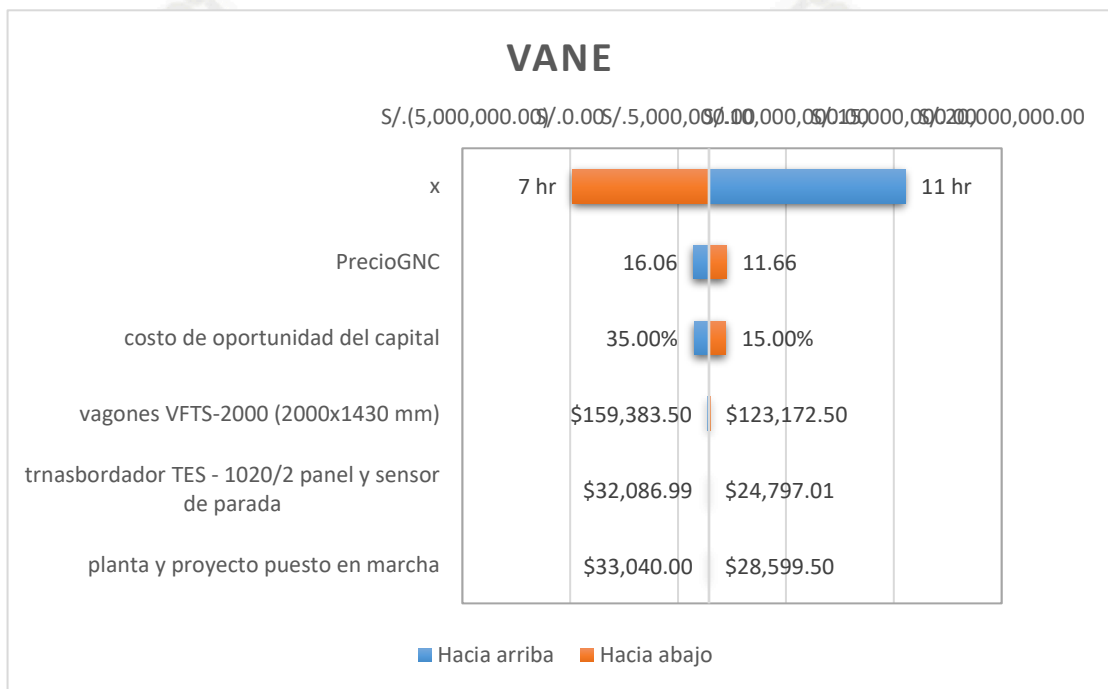 VANE
S/.(5,000,000.00) S/.0.00 S/.5,000,000.00 S/.10,000,000.00 S/.15,000,000.00 S/.20,000,000.00
x 7 hr 11 hr
PrecioGNC 16.06 11.66
costo de oportunidad del capital 35.00% 15.00%
vagones VFTS-2000 (2000x1430 mm) $159,383.50 $123,172.50
trnasbordador TES - 1020/2 panel y sensor
de parada $32,086.99 $24,797.01
planta y proyecto puesto en marcha $33,040.00 $28,599.50
Hacia arriba Hacia abajo